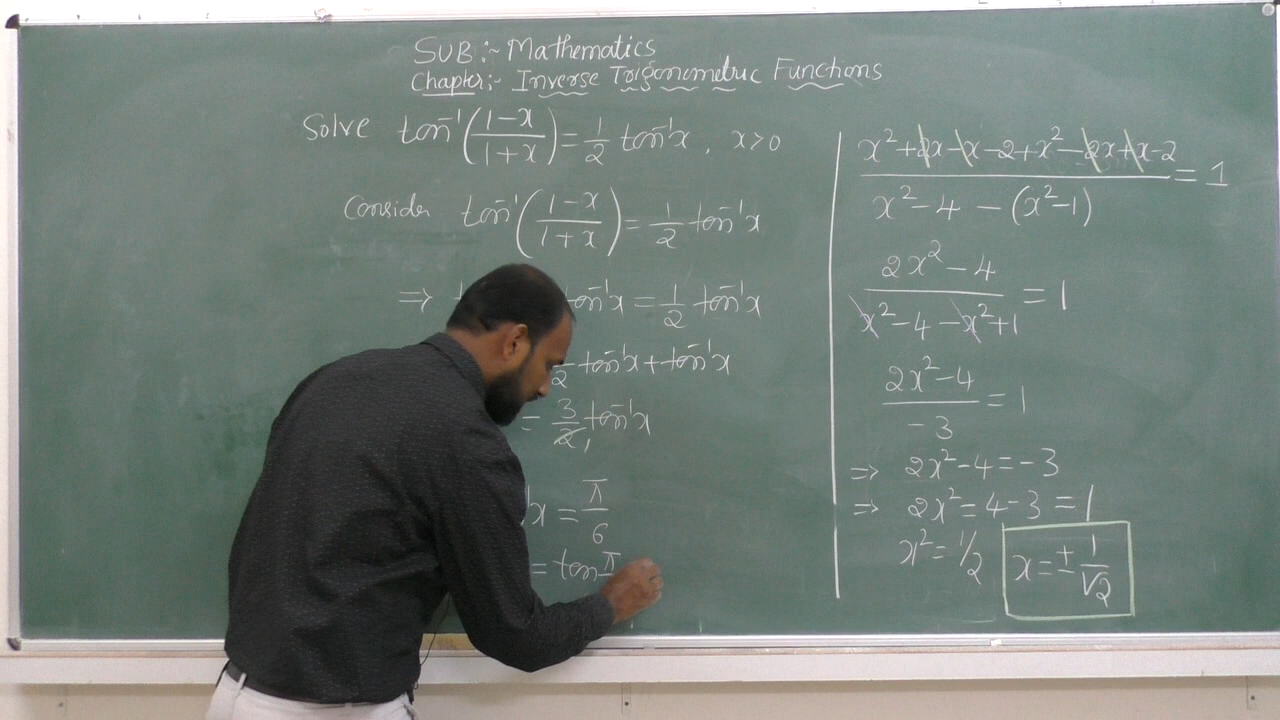 SUB :- Mathematics
Chapter :- Inverse Trigonometric Functions
Solve tan⁻¹((1-x)/(1+x)) = 1/2 tan⁻¹x , x>0
Consider tan⁻¹((1-x)/(1+x)) = 1/2 tan⁻¹x
⇒ tan⁻¹x = 1/2 tan⁻¹x
1/2 tan⁻¹x + tan⁻¹x
= 3/2 tan⁻¹x
x = π/6
= tan π
(x² + 2x - x - 2 + x² - 2x + x - 2)/(x² - 4 - (x² - 1)) = 1
(2x² - 4)/(x² - 4 - x² + 1) = 1
(2x² - 4)/(-3) = 1
⇒ 2x² - 4 = -3
⇒ 2x² = 4 - 3 = 1
x² = 1/2 x = ± 1/√2